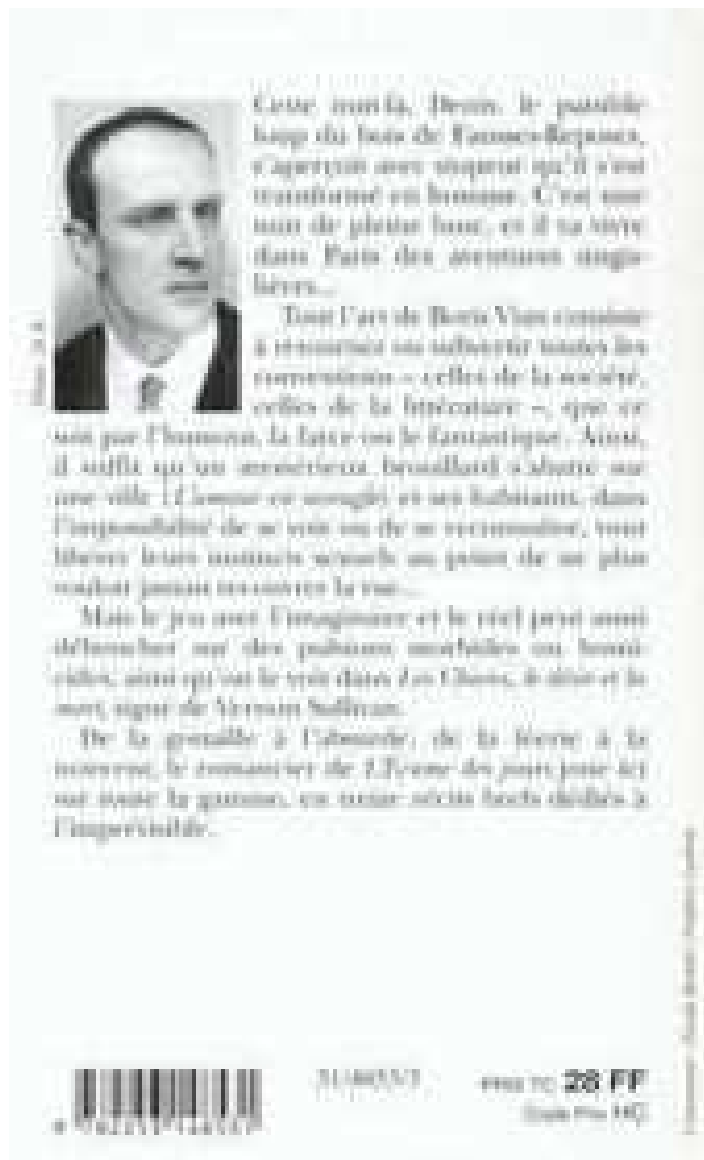 Cette nuit-là, Denis, le paisible
loup du bois de Fausses-Reposes,
s'aperçoit avec stupeur qu'il s'est
transformé en homme. C'est une
nuit de pleine lune, et il va vivre
dans Paris des aventures singu-
lières...
Tout l'art de Boris Vian consiste
à retourner ou subvertir toutes les
conventions – celles de la société,
celles de la littérature –, que ce
soit par l'humour, la farce ou le fantastique. Ainsi,
il suffit qu'un mystérieux brouillard s'abatte sur
une ville (L'amour est aveugle) et ses habitants, dans
l'impossibilité de se voir ou de se reconnaître, vont
libérer leurs instincts sexuels au point de ne plus
vouloir jamais recouvrer la vue...
Mais le jeu avec l'imaginaire et le réel peut aussi
déboucher sur des pulsions morbides ou homi-
cides, ainsi qu'on le voit dans Les Chiens, le désir et la
mort, signé de Vernon Sullivan.
De la grenaille à l'absurde, de la féerie à la
noirceur, le romancier de L'Écume des jours joue ici
sur toute la gamme, en treize récits brefs dédiés à
l'imprévisible.
PRIX TC 28 FF
Code Prix MC